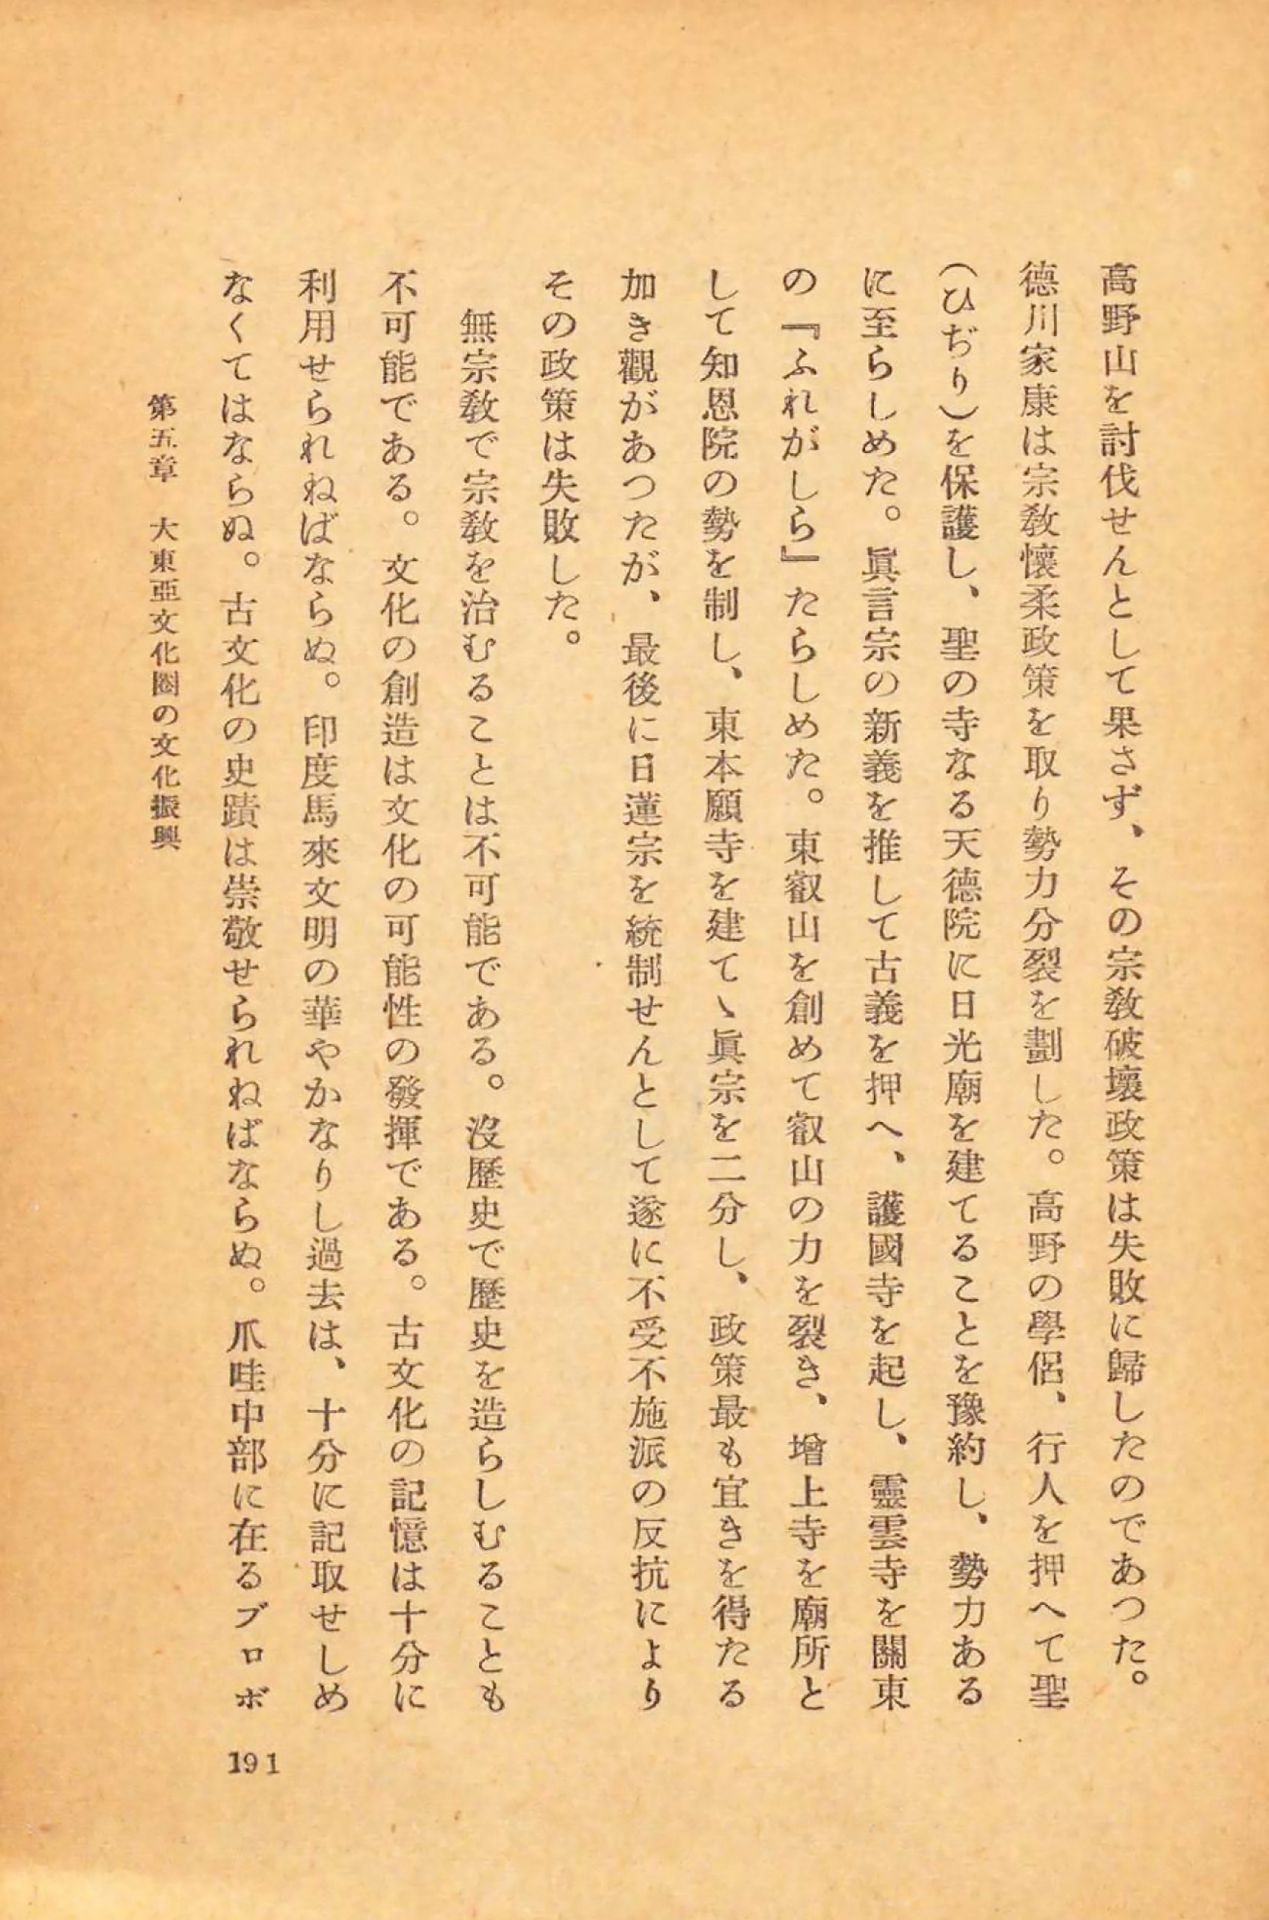 高野山を討伐せんとして果さず、その宗敎破壞政策は失敗に歸したのであつた。
德川家康は宗敎懷柔政策を取り勢力分裂を劃した。高野の學侶、行人を押へて聖
(ひぢり)を保護し、聖の寺なる天德院に日光廟を建てることを豫約し、勢力ある
に至らしめた。眞言宗の新義を推して古義を押へ、護國寺を起し、靈雲寺を關東
の『ふれがしら』たらしめた。東叡山を創めて叡山の力を裂き、增上寺を廟所と
して知恩院の勢を制し、東本願寺を建てゝ眞宗を二分し、政策最も宜きを得たる
加き觀があつたが、最後に日蓮宗を統制せんとして遂に不受不施派の反抗により
その政策は失敗した。
無宗敎で宗敎を治むることは不可能である。沒歷史で歷史を造らしむることも
不可能である。文化の創造は文化の可能性の發揮である。古文化の記憶は十分に
利用せられねばならぬ。印度馬來文明の華やかなりし過去は、十分に記取せしめ
なくてはならぬ。古文化の史蹟は崇敬せられねばならぬ。爪哇中部に在るブロボ
第五章　大東亞文化圈の文化振興
191